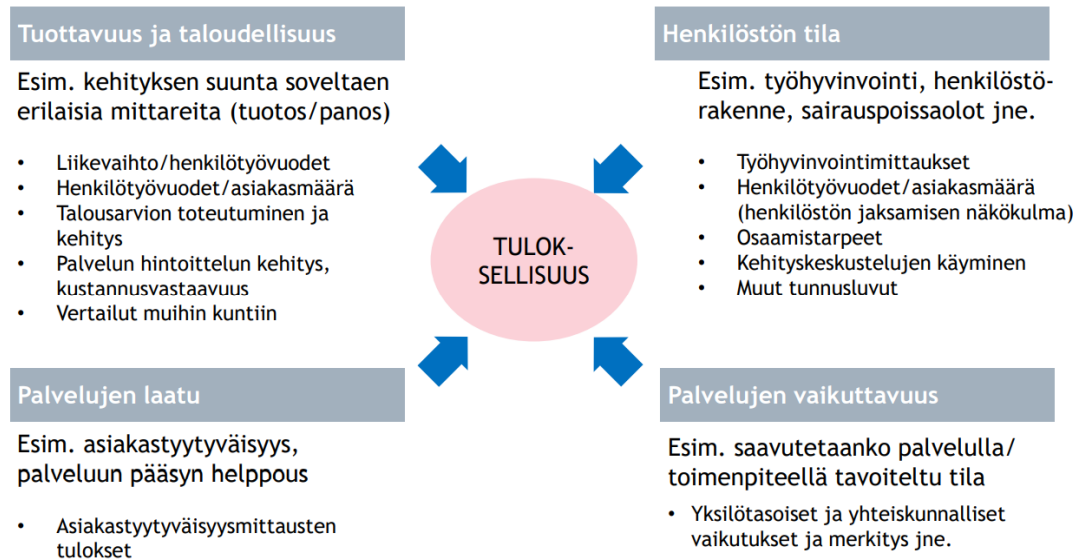 Tuottavuus ja taloudellisuus
Esim. kehityksen suunta soveltaen
erilaisia mittareita (tuotos/panos)
• Liikevaihto/henkilötyövuodet
• Henkilötyövuodet/asiakasmäärä
• Talousarvion toteutuminen ja
kehitys
• Palvelun hintoittelun kehitys,
kustannusvastaavuus
• Vertailut muihin kuntiin
Henkilöstön tila
Esim. työhyvinvointi, henkilöstö-
rakenne, sairauspoissaolot jne.
• Työhyvinvointimittaukset
• Henkilötyövuodet/asiakasmäärä
(henkilöstön jaksamisen näkökulma)
• Osaamistarpeet
• Kehityskeskustelujen käyminen
• Muut tunnusluvut
TULOK-
SELLISUUS
Palvelujen laatu
Esim. asiakastyytyväisyys,
palveluun pääsyn helppous
• Asiakastyytyväisyysmittausten
tulokset
Palvelujen vaikuttavuus
Esim. saavutetaanko palvelulla/
toimenpiteellä tavoiteltu tila
• Yksilötasoiset ja yhteiskunnalliset
vaikutukset ja merkitys jne.